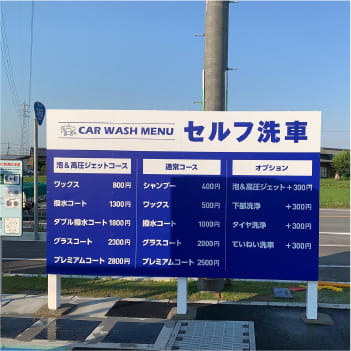 CAR WASH MENU セルフ洗車
泡&高圧ジェットコース
ワックス 800円
撥水コート 1300円
ダブル撥水コート 1800円
グラスコート 2300円
プレミアムコート 2800円
通常コース
シャンプー 400円
ワックス 500円
撥水コート 1000円
グラスコート 2000円
プレミアムコート 2500円
オプション
泡&高圧ジェット +300円
下部洗浄 +300円
タイヤ洗浄 +300円
ていねい洗車 +300円